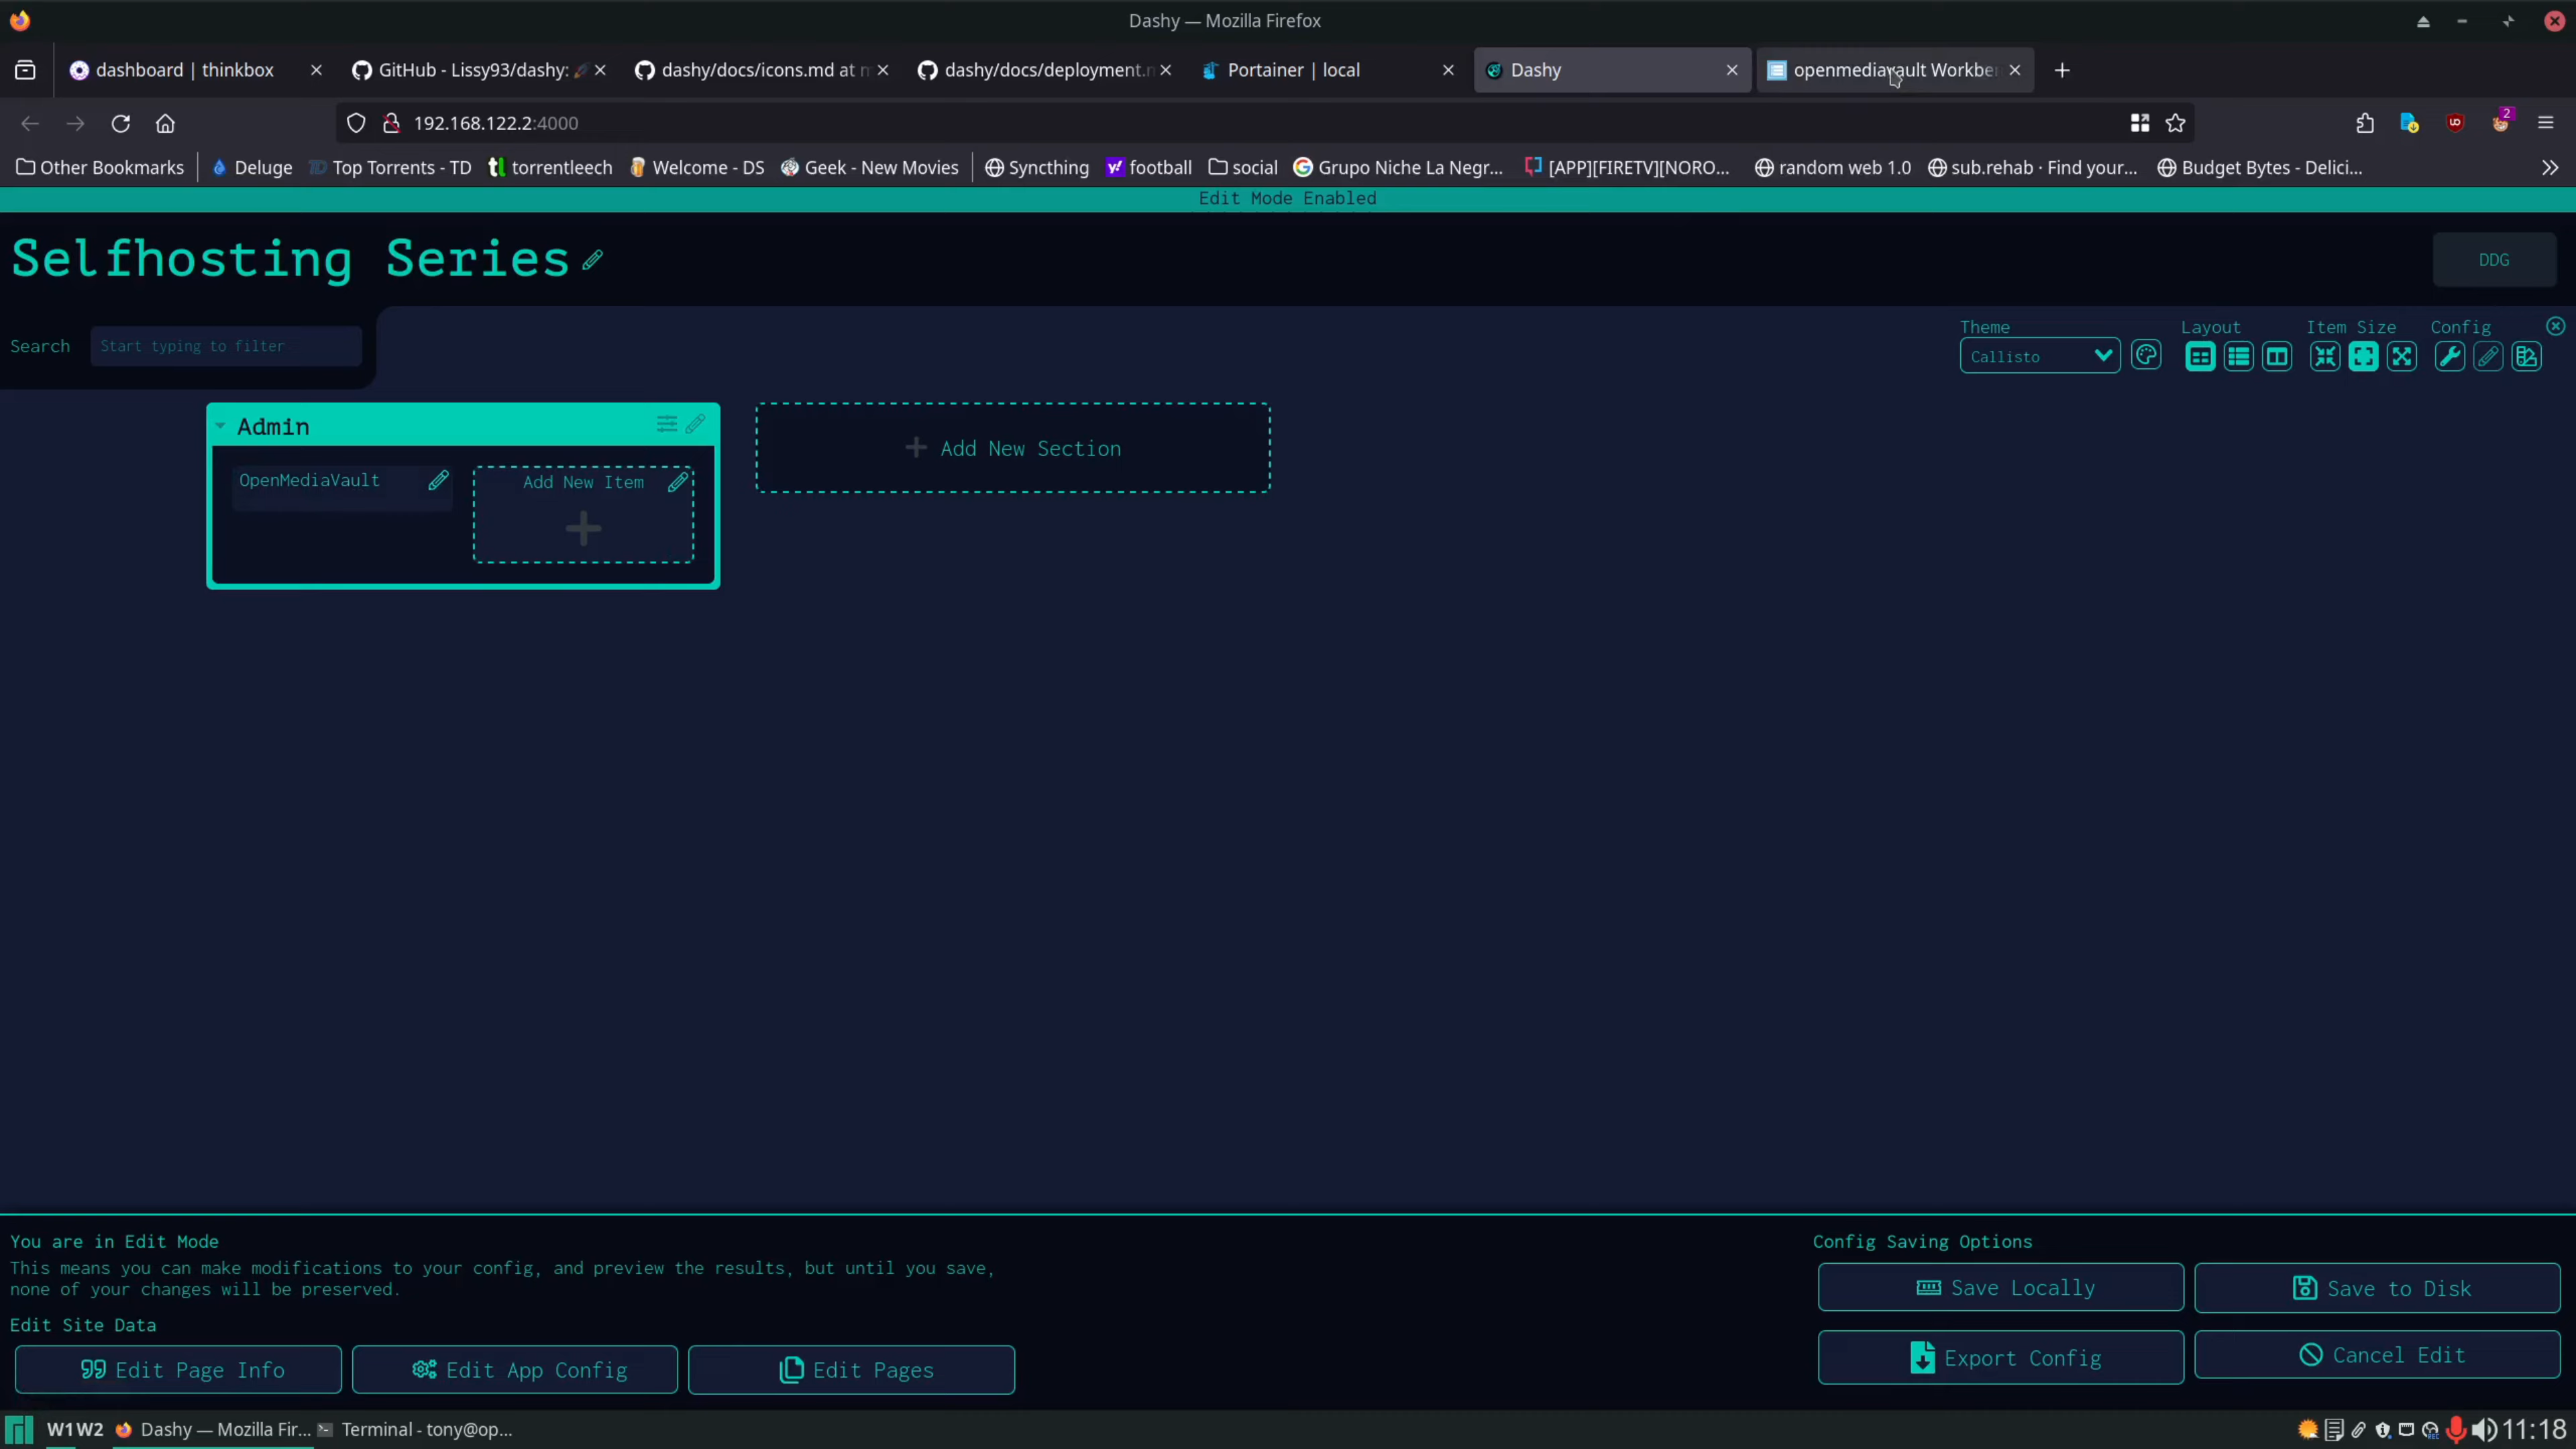 Dashy — Mozilla Firefox
dashboard | thinkbox
GitHub - Lissy93/dashy:
dashy/docs/icons.md at
dashy/docs/deployment.
Portainer | local
Dashy
openmediavault Workbe
192.168.122.2:4000
2
Other Bookmarks
Deluge
Top Torrents - TD
torrentleech
Welcome - DS
Geek - New Movies
Syncthing
football
social
Grupo Niche La Negr...
[APP][FIRETV][NORO...
random web 1.0
sub.rehab · Find your...
Budget Bytes - Delici...
Edit Mode Enabled
Selfhosting Series
DDG
Search
Start typing to filter
Theme
Layout
Item Size
Config
Callisto
Admin
OpenMediaVault
Add New Item
Add New Section
You are in Edit Mode
This means you can make modifications to your config, and preview the results, but until you save,
none of your changes will be preserved.
Edit Site Data
Edit Page Info
Edit App Config
Edit Pages
Config Saving Options
Save Locally
Save to Disk
Export Config
Cancel Edit
W1 W2
Dashy — Mozilla Fir...
Terminal - tony@op...
11:18